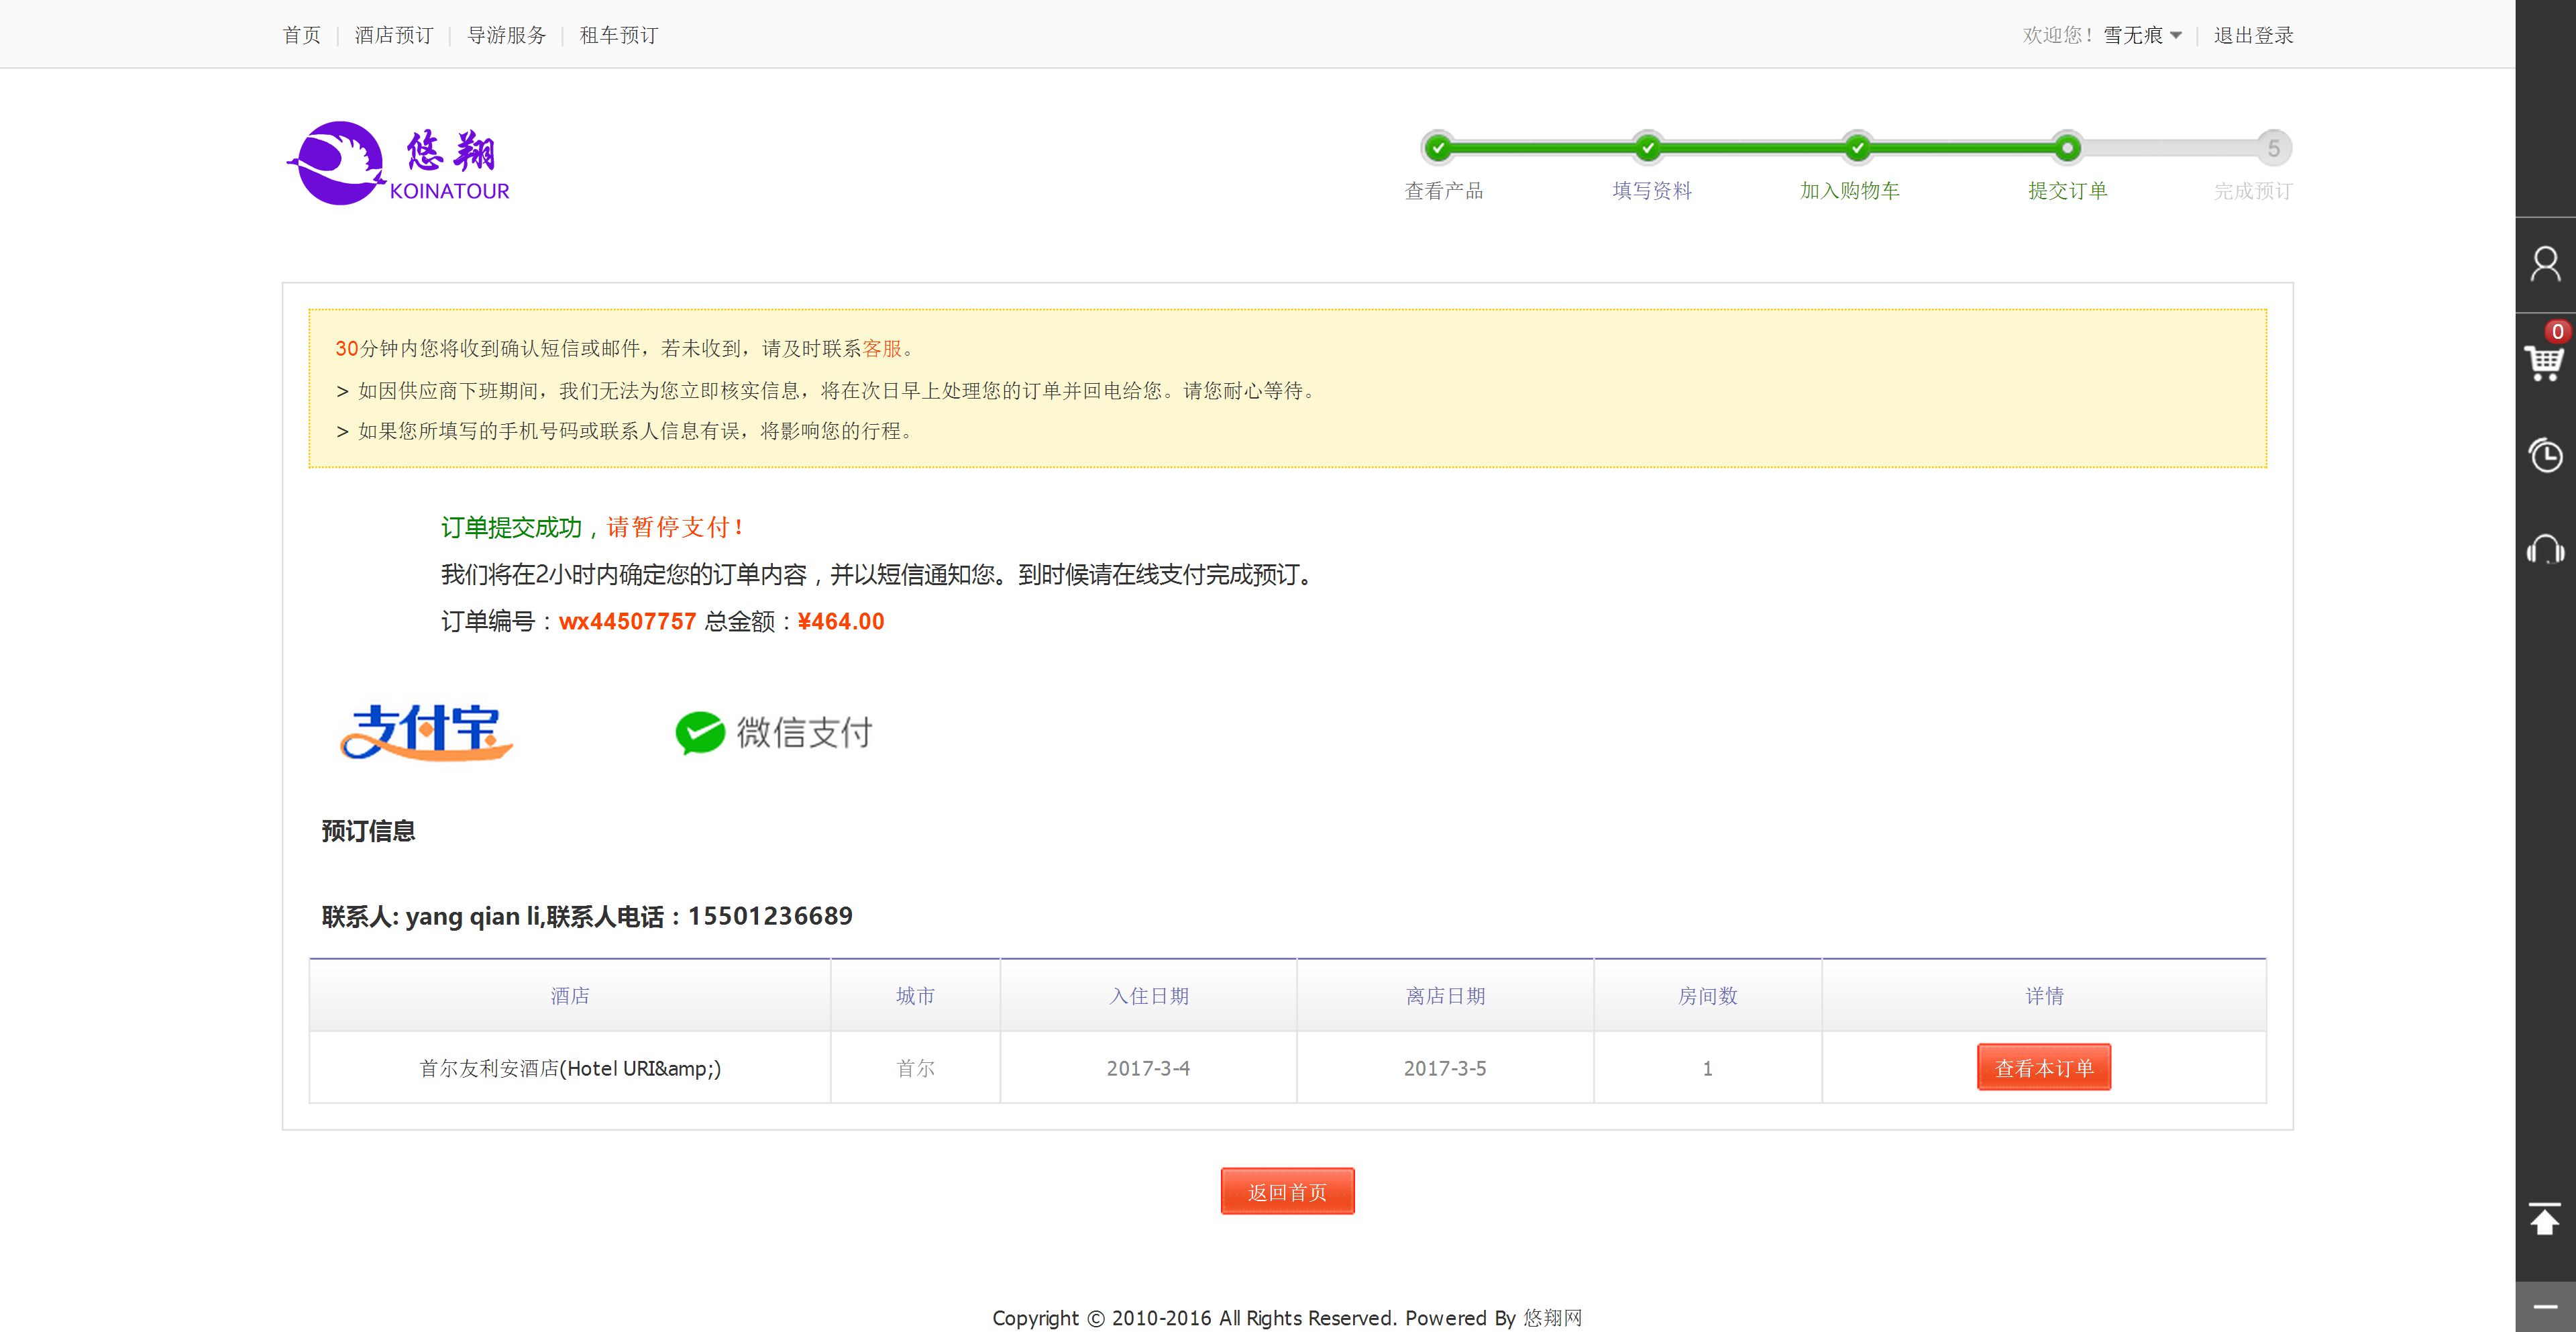 首页 | 酒店预订 | 导游服务 | 租车预订
欢迎您！雪无痕 | 退出登录
悠翔
KOINATOUR
5
查看产品 填写资料 加入购物车 提交订单 完成预订
0
30分钟内您将收到确认短信或邮件，若未收到，请及时联系客服。
> 如因供应商下班期间，我们无法为您立即核实信息，将在次日早上处理您的订单并回电给您。请您耐心等待。
> 如果您所填写的手机号码或联系人信息有误，将影响您的行程。
订单提交成功，请暂停支付！
我们将在2小时内确定您的订单内容，并以短信通知您。到时候请在线支付完成预订。
订单编号：wx44507757 总金额：¥464.00
支付宝 微信支付
预订信息
联系人: yang qian li,联系人电话：15501236689
酒店 城市 入住日期 离店日期 房间数 详情
首尔友利安酒店(Hotel URI&amp;) 首尔 2017-3-4 2017-3-5 1 查看本订单
返回首页
Copyright © 2010-2016 All Rights Reserved. Powered By 悠翔网